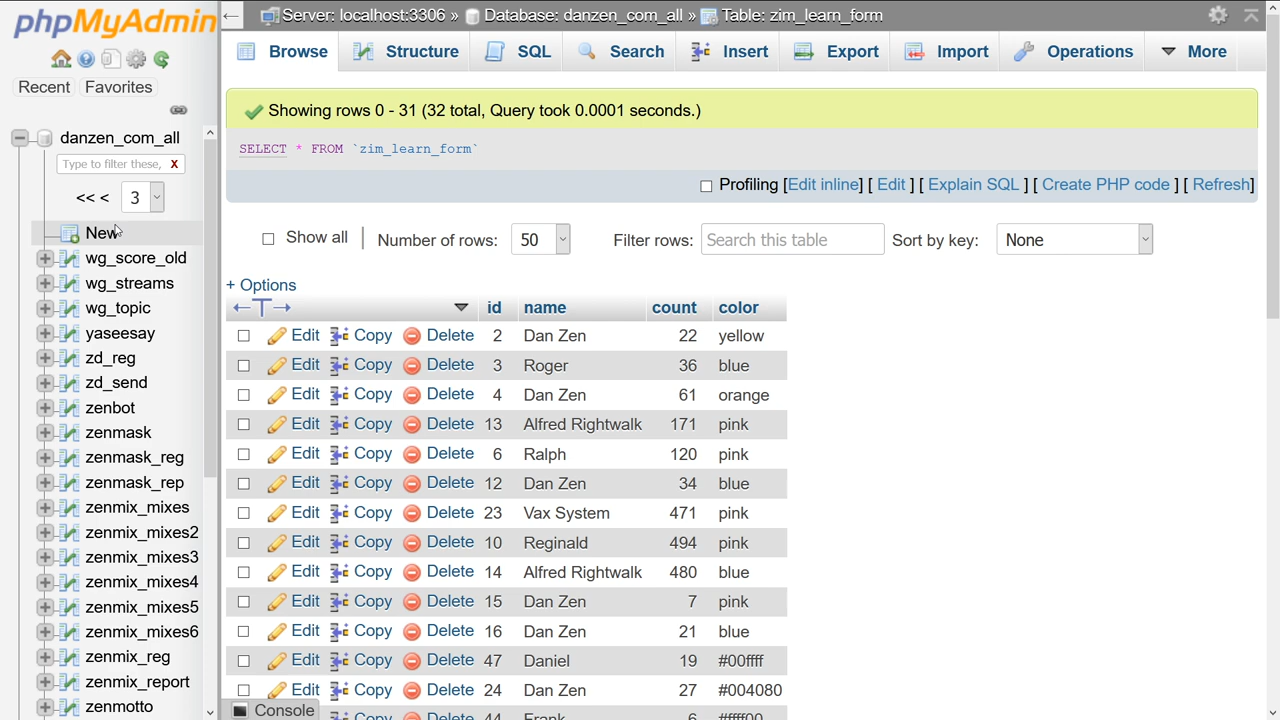 phpMyAdmin
Server: localhost:3306 » Database: danzen_com_all » Table: zim_learn_form
Browse Structure SQL Search Insert Export Import Operations More
Recent Favorites
danzen_com_all
Type to filter these, X
<< < 3
New
wg_score_old
wg_streams
wg_topic
yaseesay
zd_reg
zd_send
zenbot
zenmask
zenmask_reg
zenmask_rep
zenmix_mixes
zenmix_mixes2
zenmix_mixes3
zenmix_mixes4
zenmix_mixes5
zenmix_mixes6
zenmix_reg
zenmix_report
zenmotto
Showing rows 0 - 31 (32 total, Query took 0.0001 seconds.)
SELECT * FROM `zim_learn_form`
Profiling [Edit inline] [ Edit ] [ Explain SQL ] [ Create PHP code ] [ Refresh]
Show all Number of rows: 50 Filter rows: Search this table Sort by key: None
+ Options
←T→ id name count color
Edit Copy Delete 2 Dan Zen 22 yellow
Edit Copy Delete 3 Roger 36 blue
Edit Copy Delete 4 Dan Zen 61 orange
Edit Copy Delete 13 Alfred Rightwalk 171 pink
Edit Copy Delete 6 Ralph 120 pink
Edit Copy Delete 12 Dan Zen 34 blue
Edit Copy Delete 23 Vax System 471 pink
Edit Copy Delete 10 Reginald 494 pink
Edit Copy Delete 14 Alfred Rightwalk 480 blue
Edit Copy Delete 15 Dan Zen 7 pink
Edit Copy Delete 16 Dan Zen 21 blue
Edit Copy Delete 47 Daniel 19 #00ffff
Edit Copy Delete 24 Dan Zen 27 #004080
Edit Copy Delete 44 Frank 6 #ffff00
Console